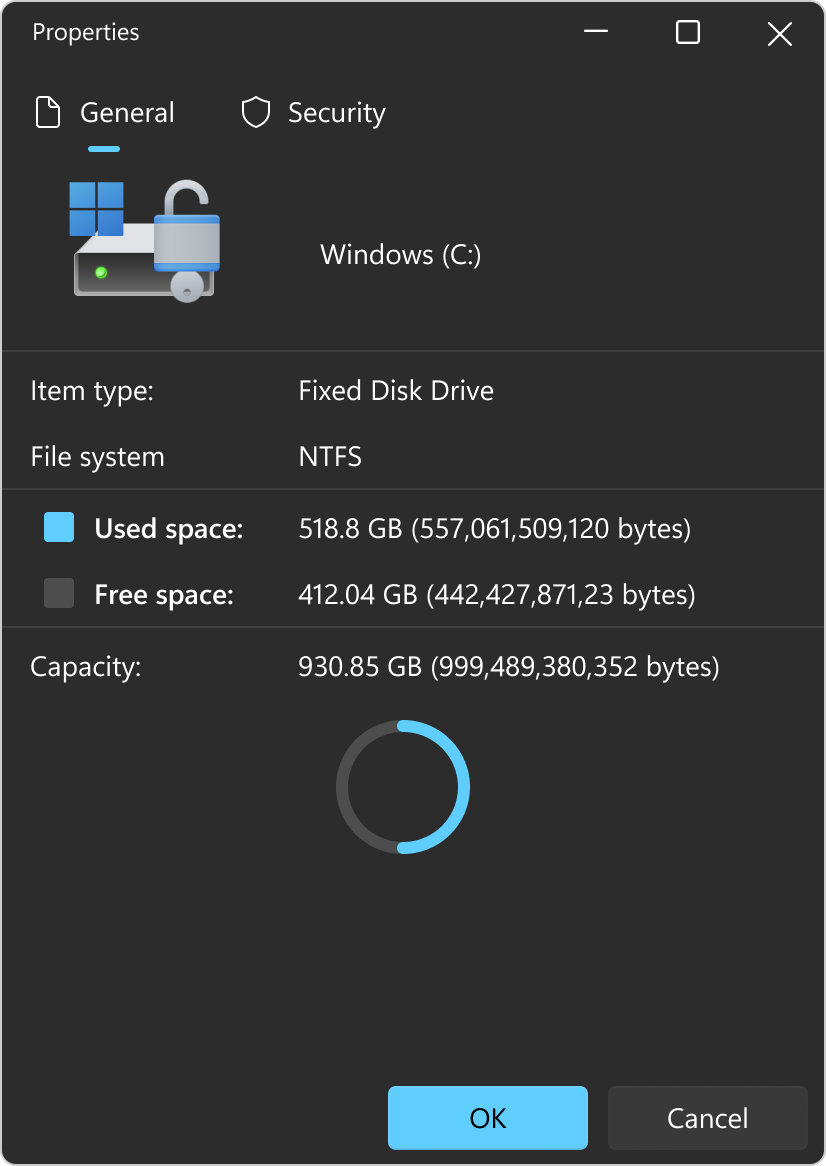 Properties
General Security
Windows (C:)
Item type: Fixed Disk Drive
File system NTFS
Used space: 518.8 GB (557,061,509,120 bytes)
Free space: 412.04 GB (442,427,871,23 bytes)
Capacity: 930.85 GB (999,489,380,352 bytes)
OK Cancel